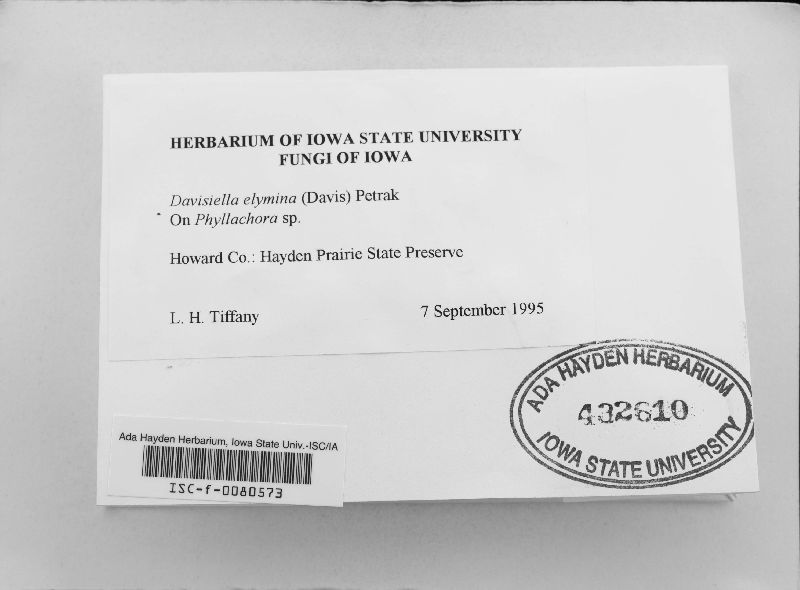 HERBARIUM OF IOWA STATE UNIVERSITY
FUNGI OF IOWA
Davisiella elymina (Davis) Petrak
On Phyllachora sp.
Howard Co.: Hayden Prairie State Preserve
L. H. Tiffany 7 September 1995
ADA HAYDEN HERBARIUM
432610
IOWA STATE UNIVERSITY
Ada Hayden Herbarium, Iowa State Univ.-ISC/IA
ISC-f-0080573